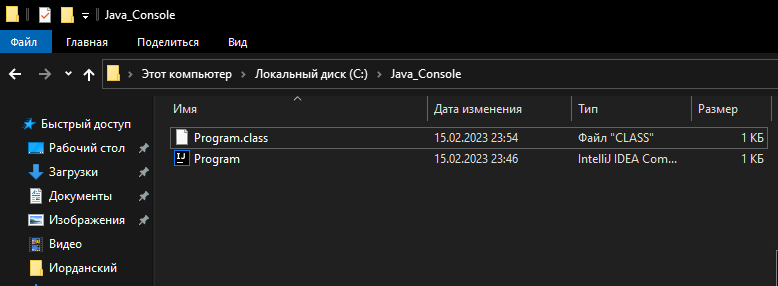 Java_Console
Файл Главная Поделиться Вид
Этот компьютер Локальный диск (C:) Java_Console
Имя Дата изменения Тип Размер
Быстрый доступ
Рабочий стол
Загрузки
Документы
Изображения
Видео
Иорданский
Program.class 15.02.2023 23:54 Файл "CLASS" 1 КБ
IJ Program 15.02.2023 23:46 IntelliJ IDEA Com... 1 КБ